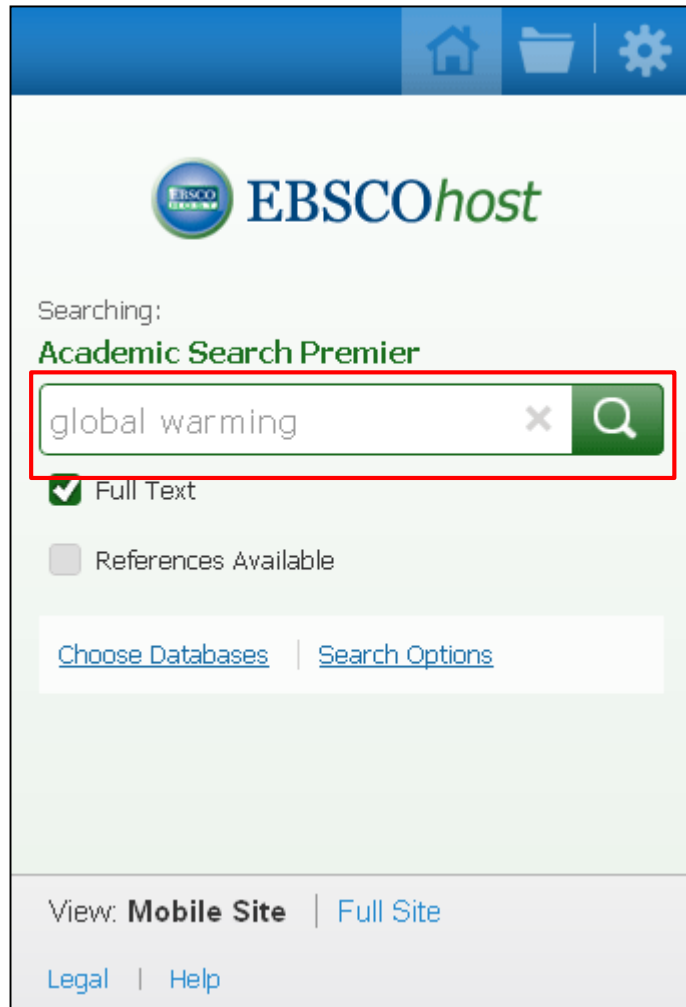 EBSCO
EBSCOhost
Searching:
Academic Search Premier
global warming
Full Text
References Available
Choose Databases | Search Options
View: Mobile Site | Full Site
Legal | Help